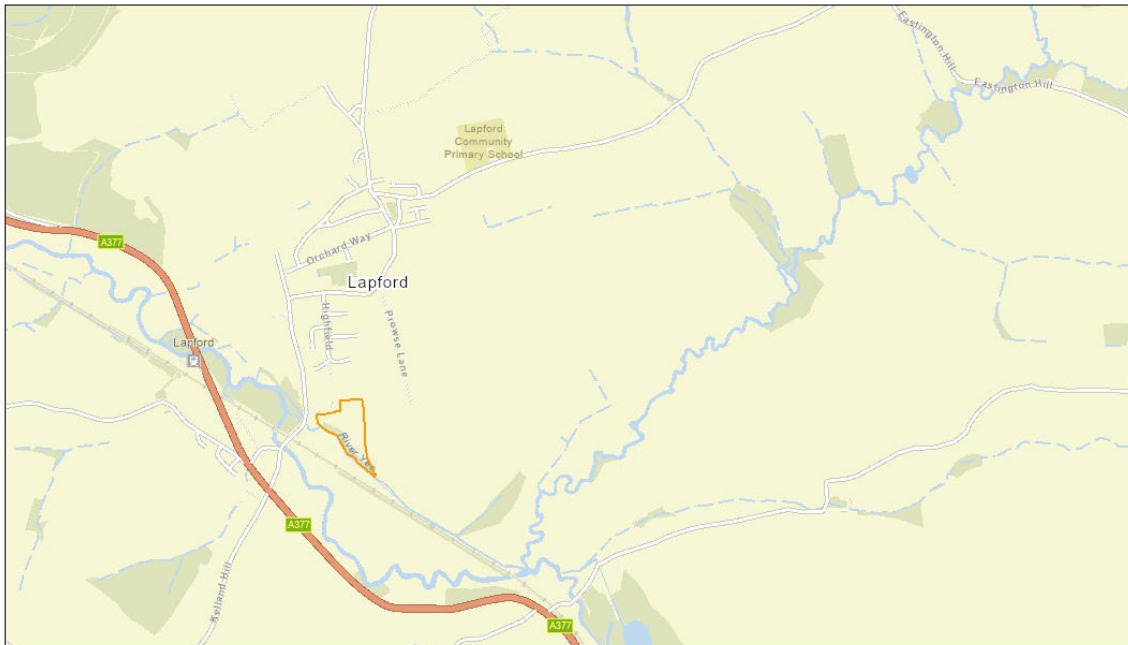 Eastington Hill
Eastington Hill
Lapford
Community
Primary School
A377
Orchard Way
Lapford
Highfield
Prowse Lane
Lapford
River Yeo
A377
Kelland Hill
A377